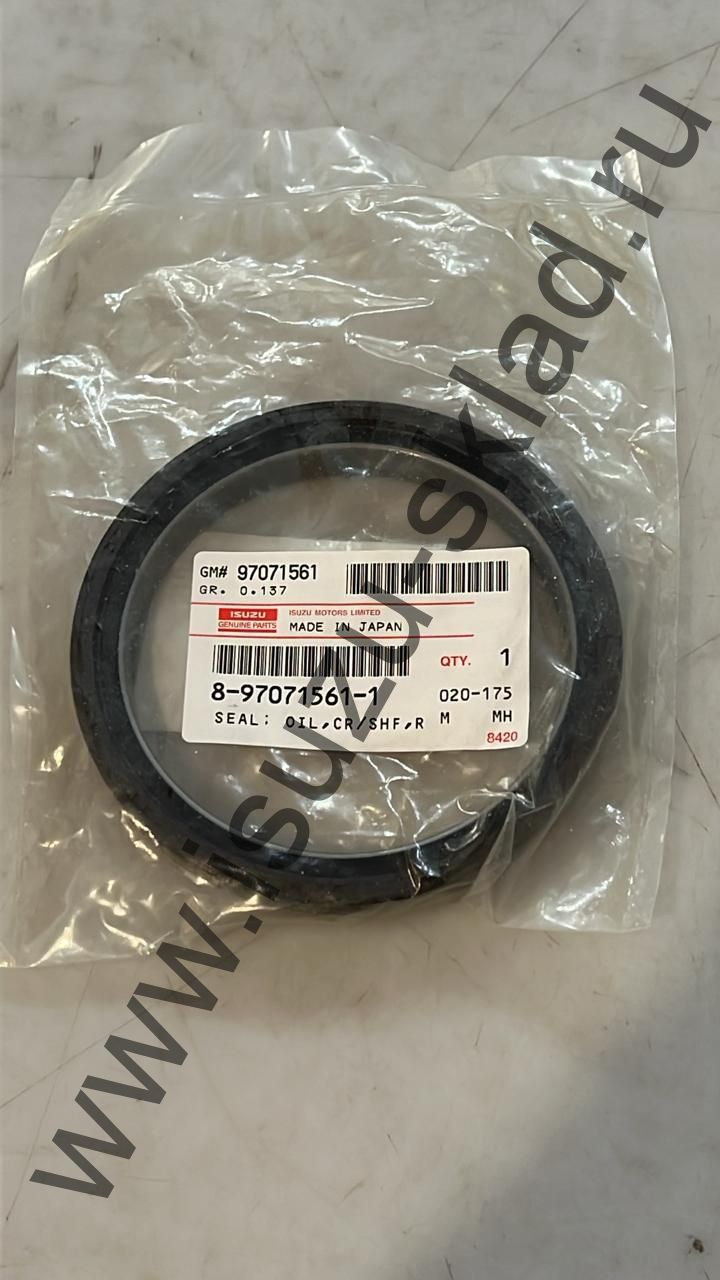 GM# 97071561
GR. 0.137
ISUZU
GENUINE PARTS
ISUZU MOTORS LIMITED
MADE IN JAPAN
QTY. 1
8-97071561-1 020-175
SEAL; OIL,CR/SHF,R M MH
8420
www.isuzu-sklad.ru